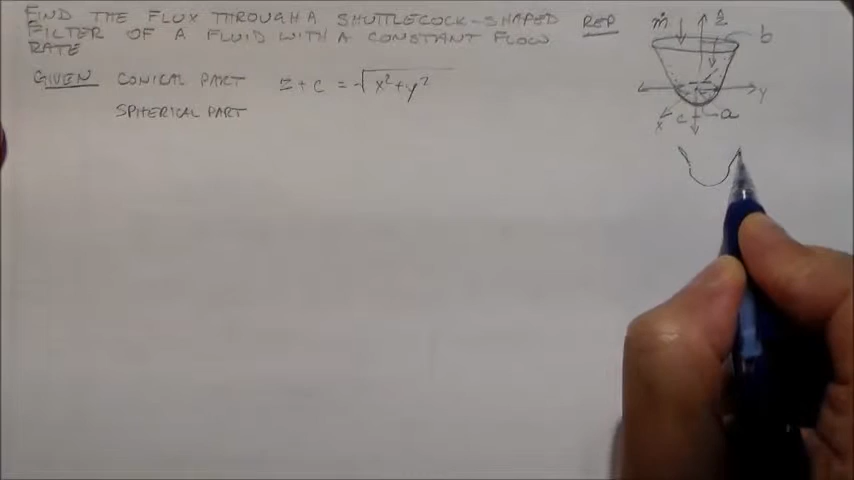 FIND THE FLUX THROUGH A SHUTTLECOCK-SHAPED REP
FILTER OF A FLUID WITH A CONSTANT FLOW
RATE
GIVEN CONICAL PART z + c = √x²+y²
SPHERICAL PART
ṁ z
b
y
x c a